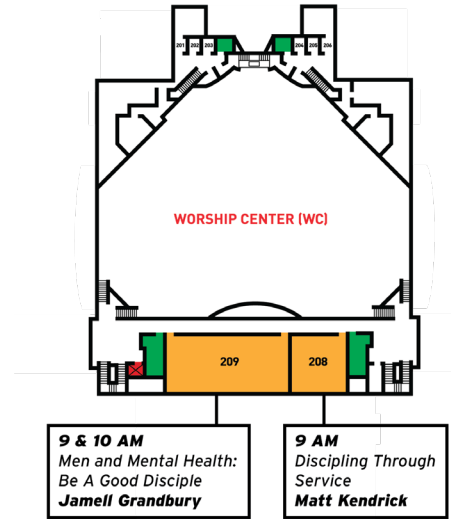 201 202 203 204 205 206
WORSHIP CENTER (WC)
209 208
9 & 10 AM
Men and Mental Health:
Be A Good Disciple
Jamell Grandbury
9 AM
Discipling Through
Service
Matt Kendrick